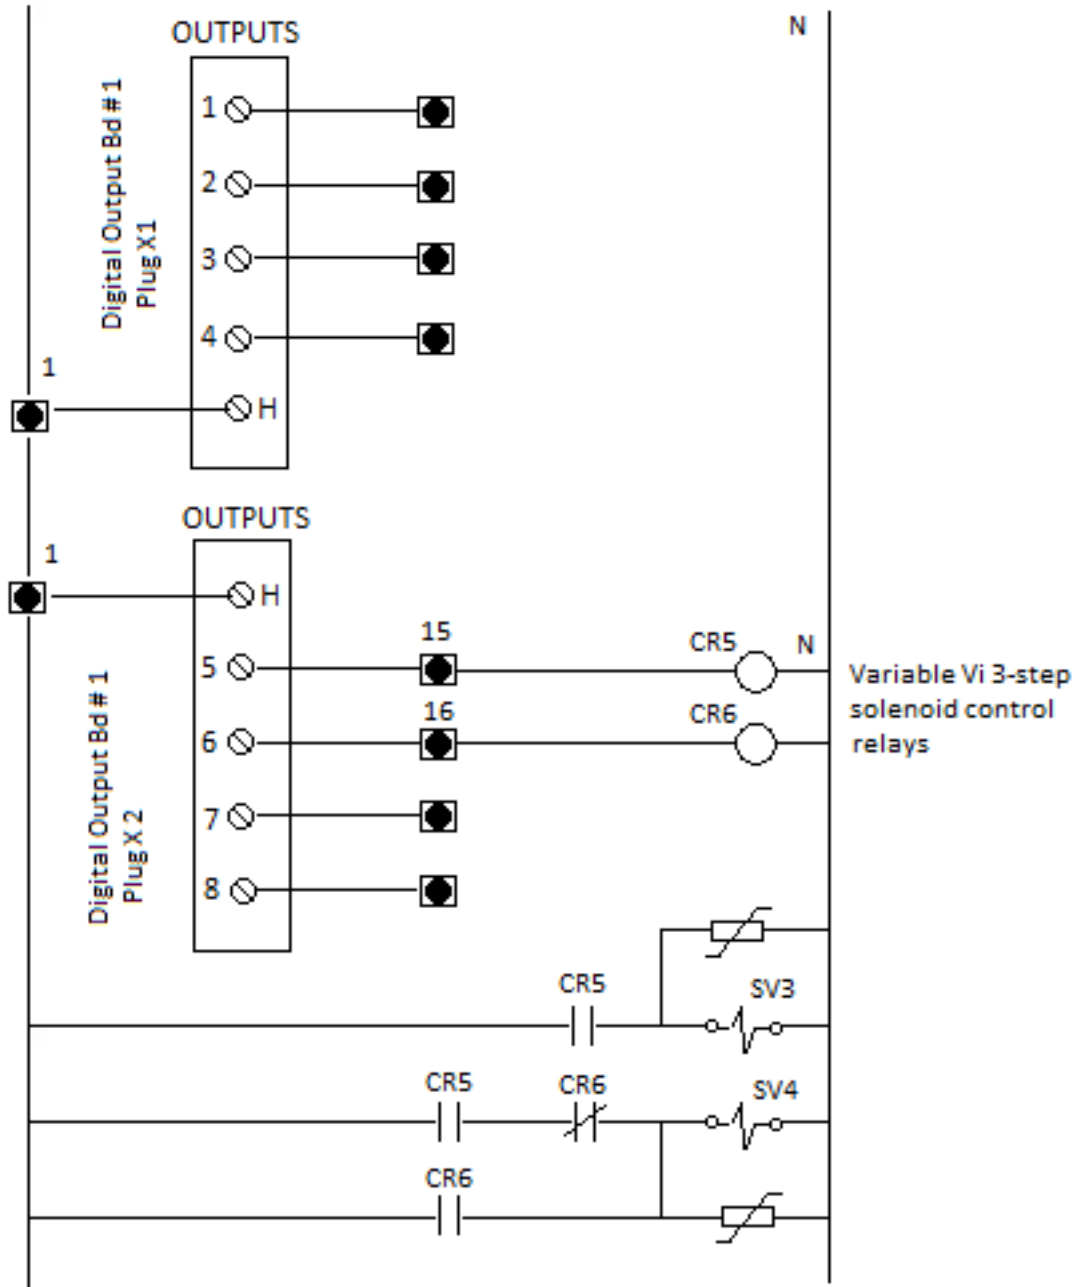 N
OUTPUTS
Digital Output Bd # 1
Plug X1
1
2
3
4
1
H
OUTPUTS
1
H
Digital Output Bd # 1
Plug X 2
5
15
CR5
N
Variable Vi 3-step
solenoid control
relays
6
16
CR6
7
8
CR5
SV3
CR5
CR6
SV4
CR6